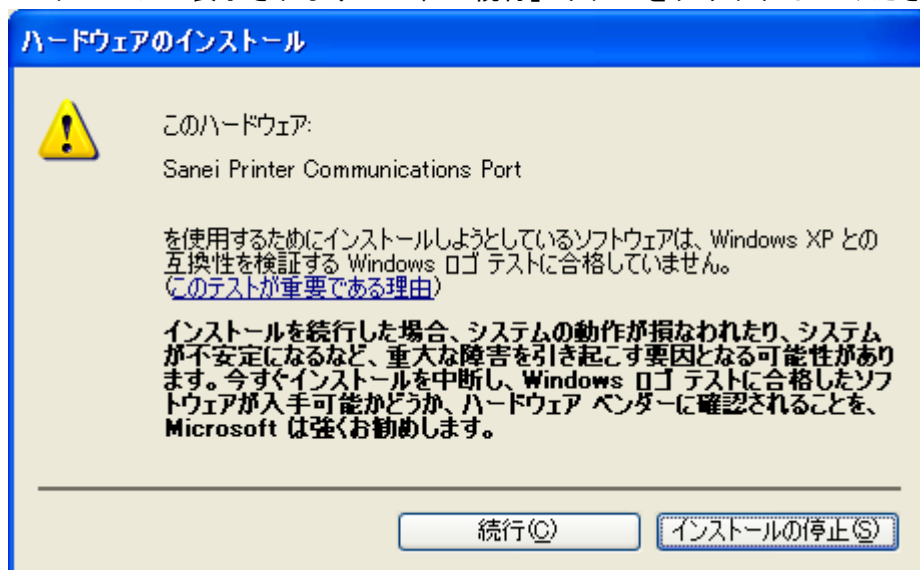 ハードウェアのインストール
このハードウェア:
Sanei Printer Communications Port
を使用するためにインストールしようとしているソフトウェアは、Windows XP との
互換性を検証する Windows ロゴ テストに合格していません。
(このテストが重要である理由)
インストールを続行した場合、システムの動作が損なわれたり、システム
が不安定になるなど、重大な障害を引き起こす要因となる可能性があり
ます。今すぐインストールを中断し、Windows ロゴ テストに合格したソフ
トウェアが入手可能かどうか、ハードウェア ベンダーに確認されることを、
Microsoft は強くお勧めします。
続行(C)
インストールの停止(S)